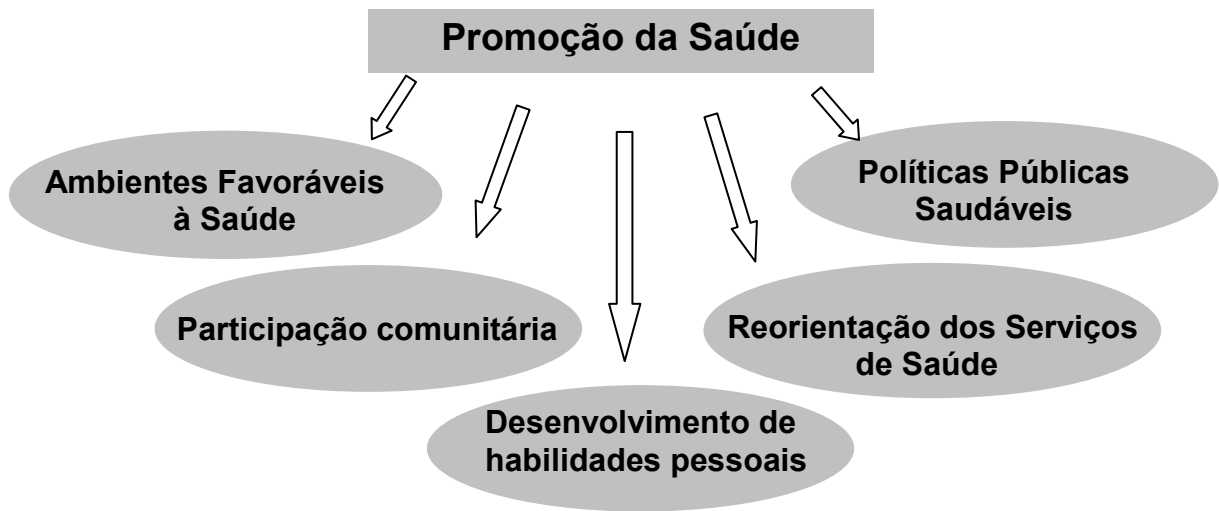 Promoção da Saúde
Ambientes Favoráveis
à Saúde
Políticas Públicas
Saudáveis
Participação comunitária
Reorientação dos Serviços
de Saúde
Desenvolvimento de
habilidades pessoais